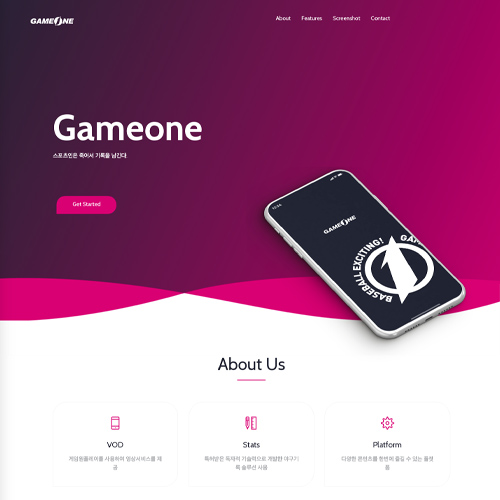 GAMEONE
About Features Screenshot Contact
Gameone
스포츠인은 죽어서 기록을 남긴다.
Get Started
GAMEONE
BASEBALL EXCITING!
About Us
VOD
게임원플레이어를 사용하여 영상서비스를 제
공
Stats
특허받은 독자적 기술력으로 개발한 야구기
록 솔루션 사용
Platform
다양한 콘텐츠를 한번에 즐길 수 있는 플랫
폼